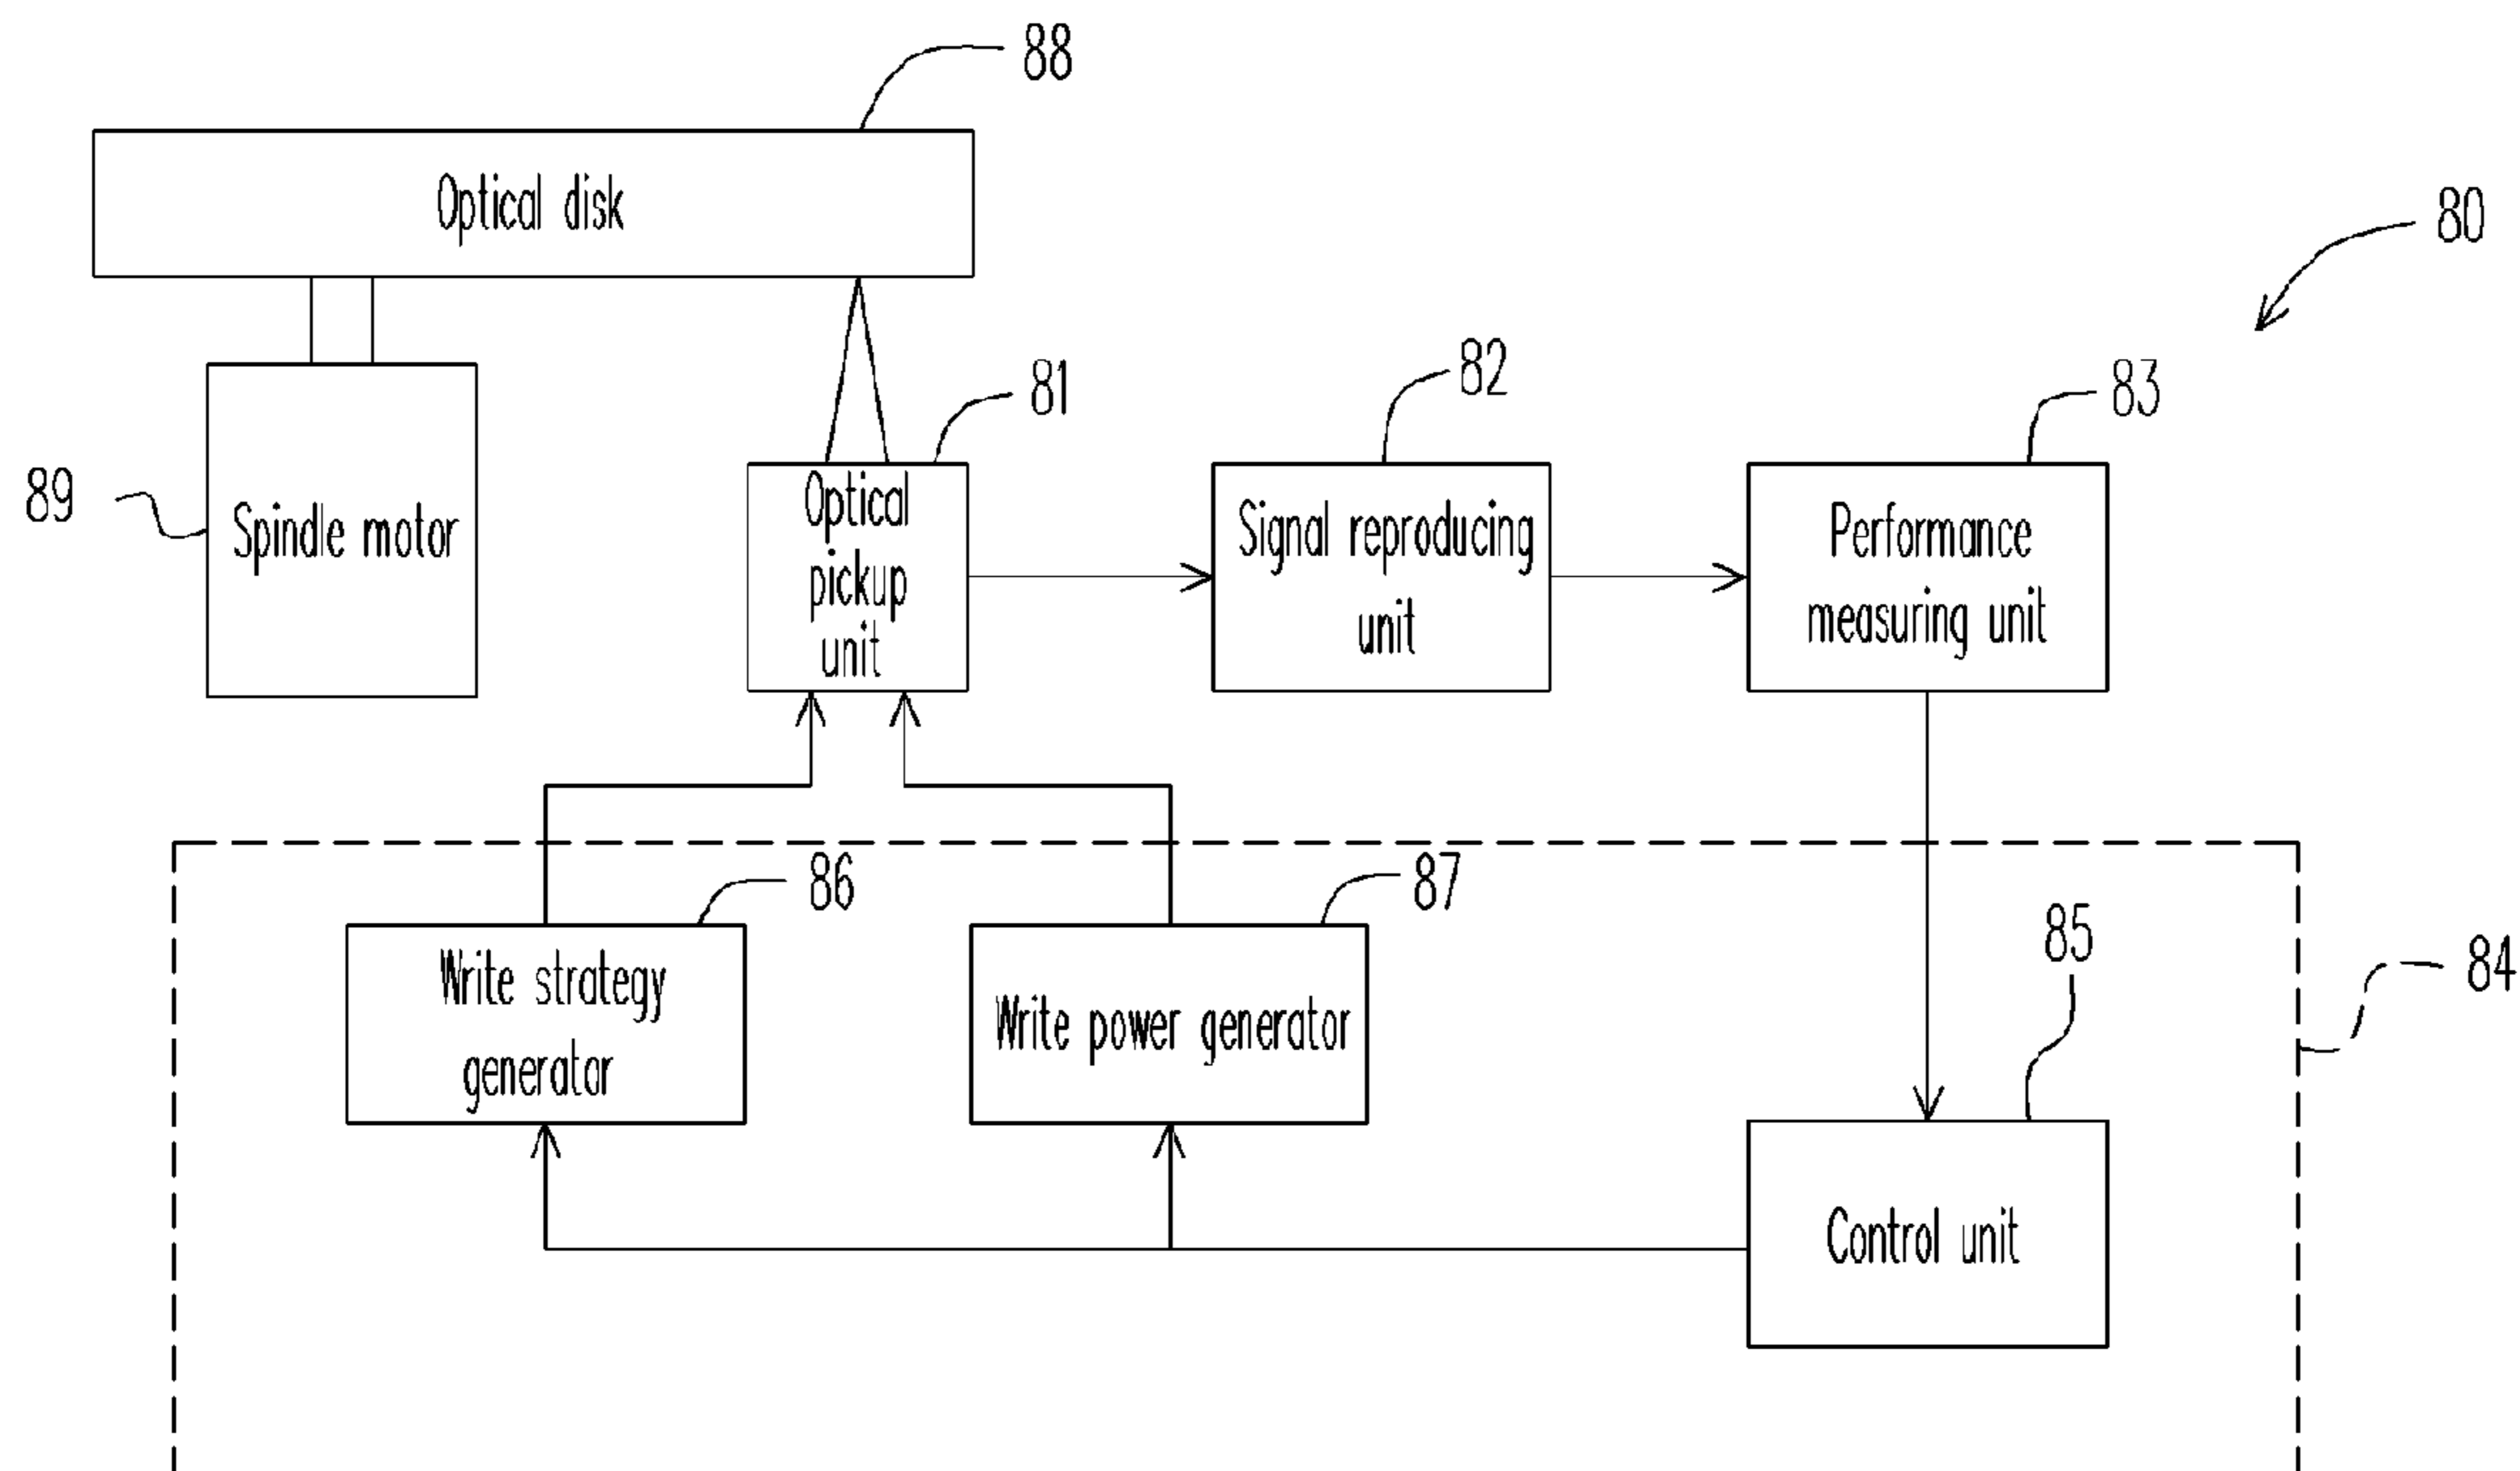 88
Optical disk
80
81
82
83
89
Spindle motor
Optical
pickup
unit
Signal reproducing
unit
Performance
measuring unit
86
87
85
84
Write strategy
generator
Write power generator
Control unit